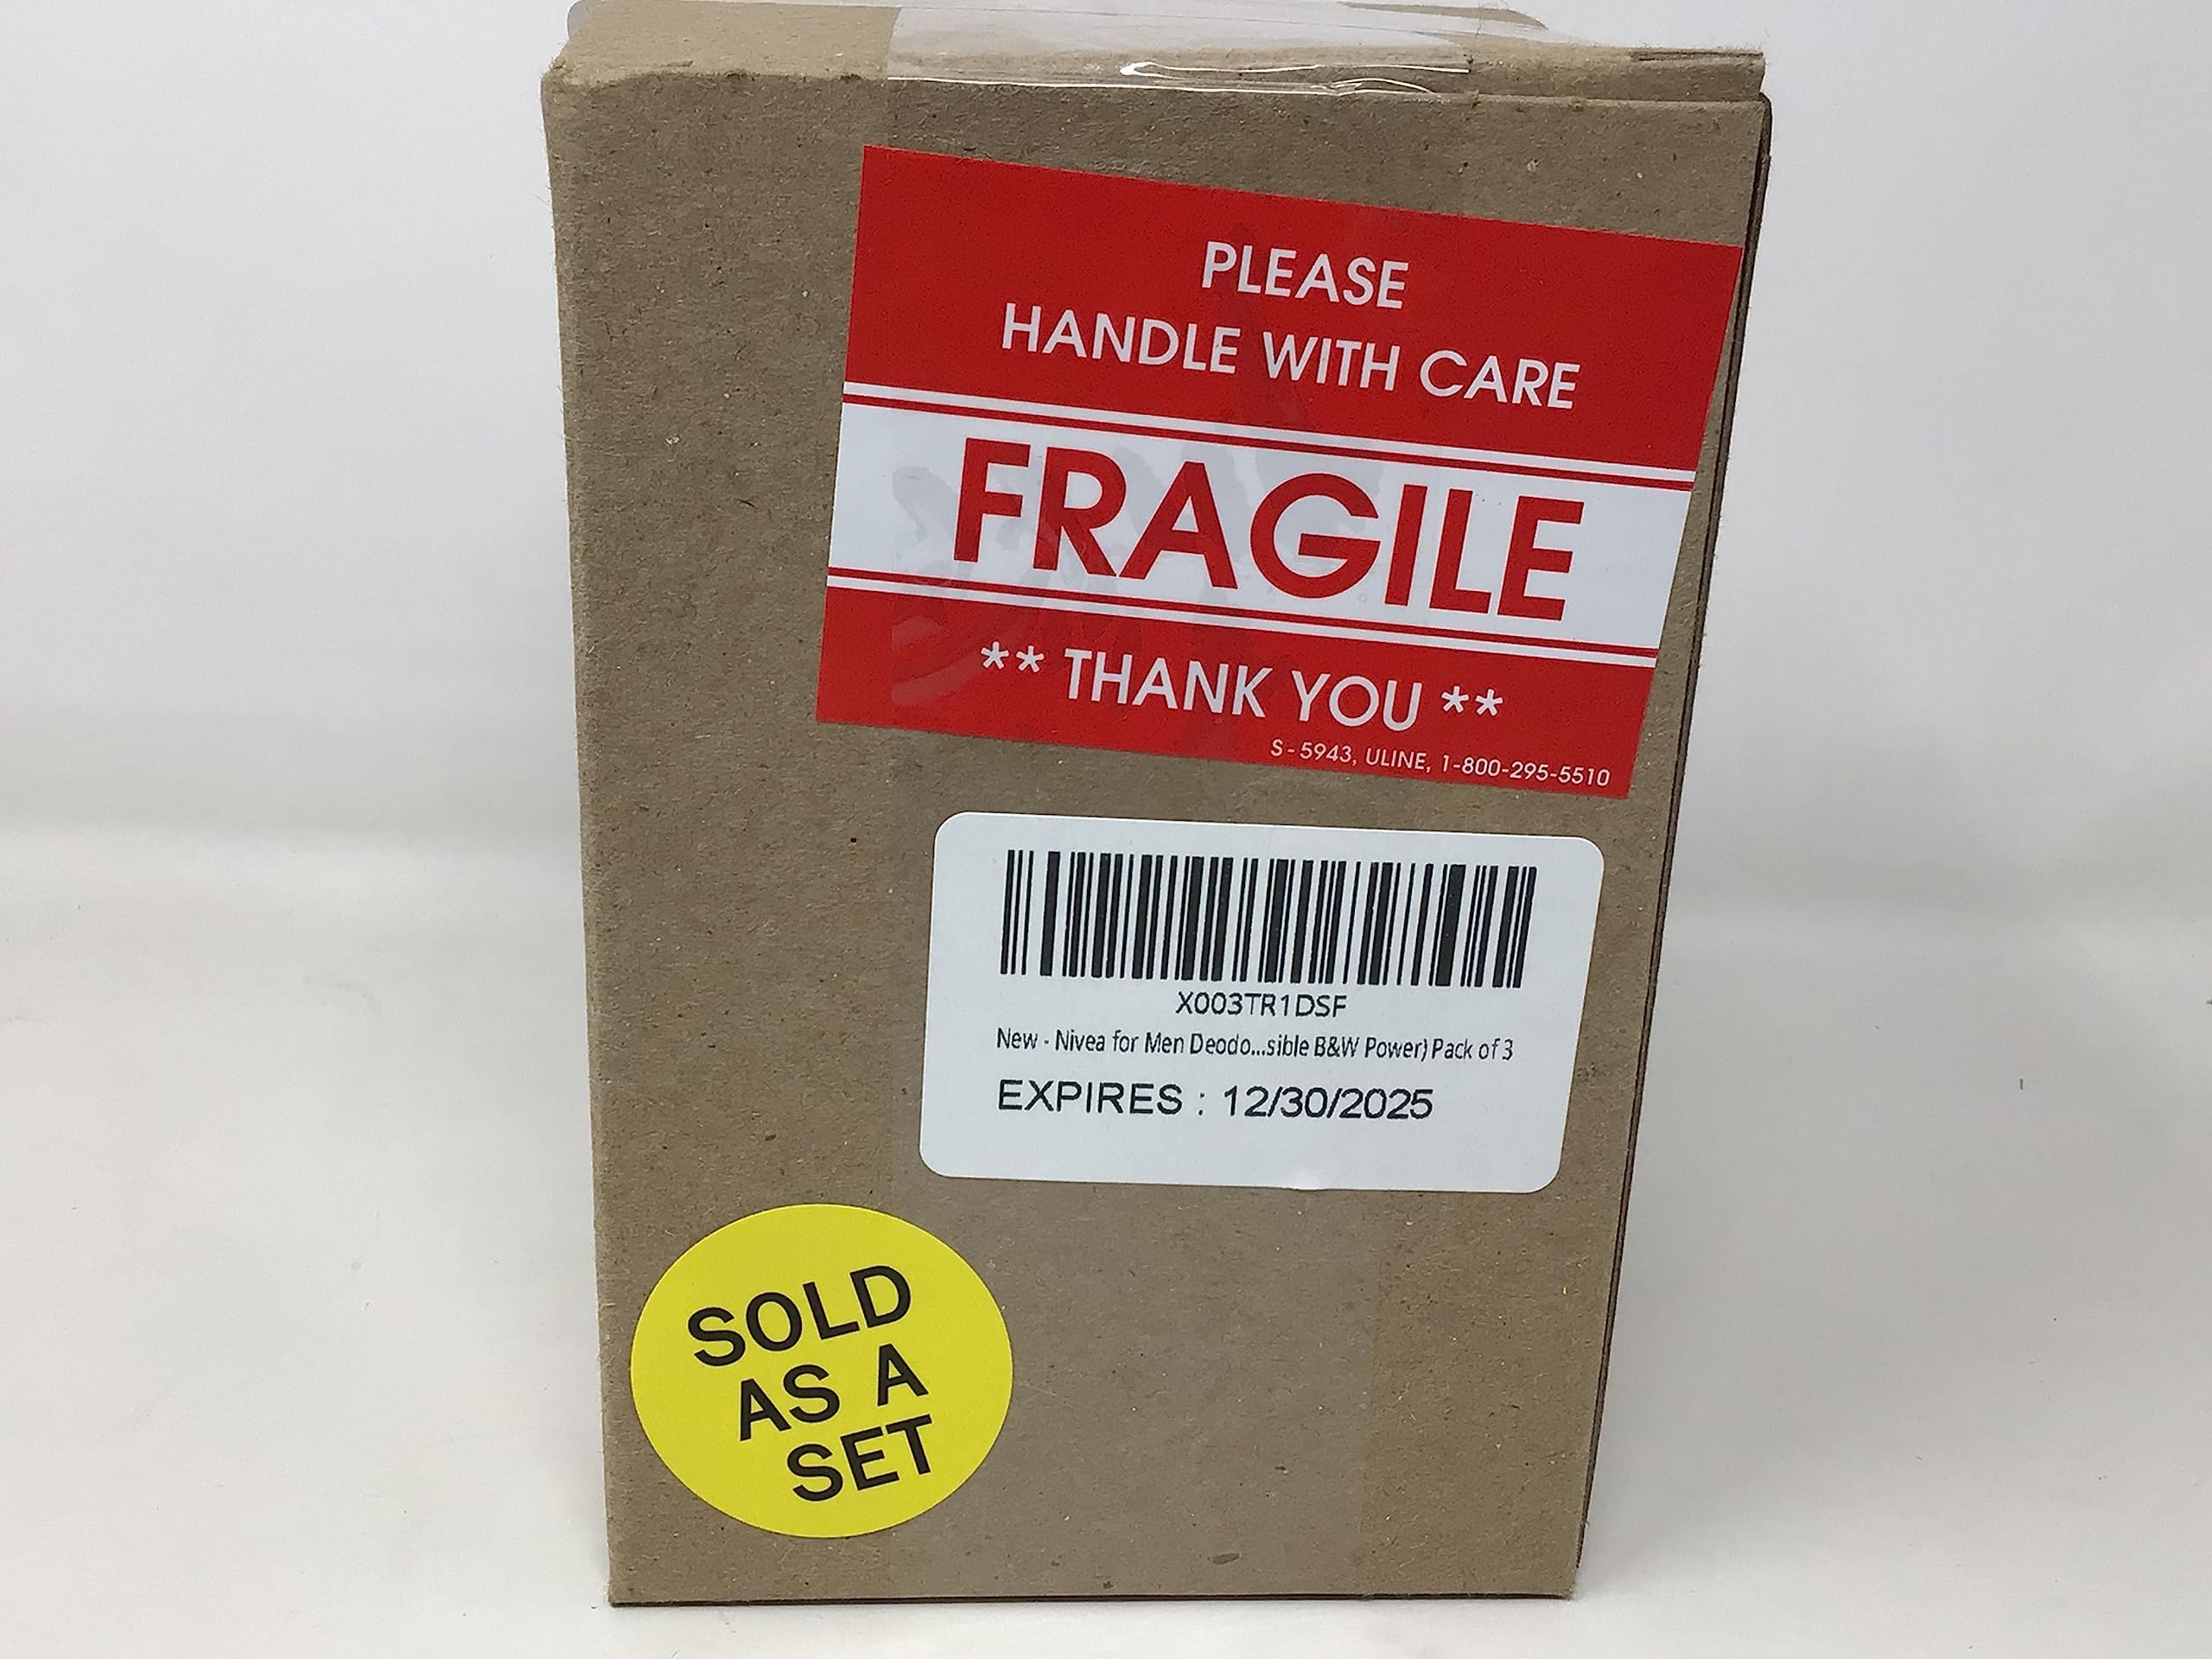 PLEASE
HANDLE WITH CARE
FRAGILE
** THANK YOU **
S-5943, ULINE, 1-800-295-5510
X003TR1DSF
New - Nivea for Men Deodo...sible B&W Power) Pack of 3
EXPIRES : 12/30/2025
SOLD
AS A
SET